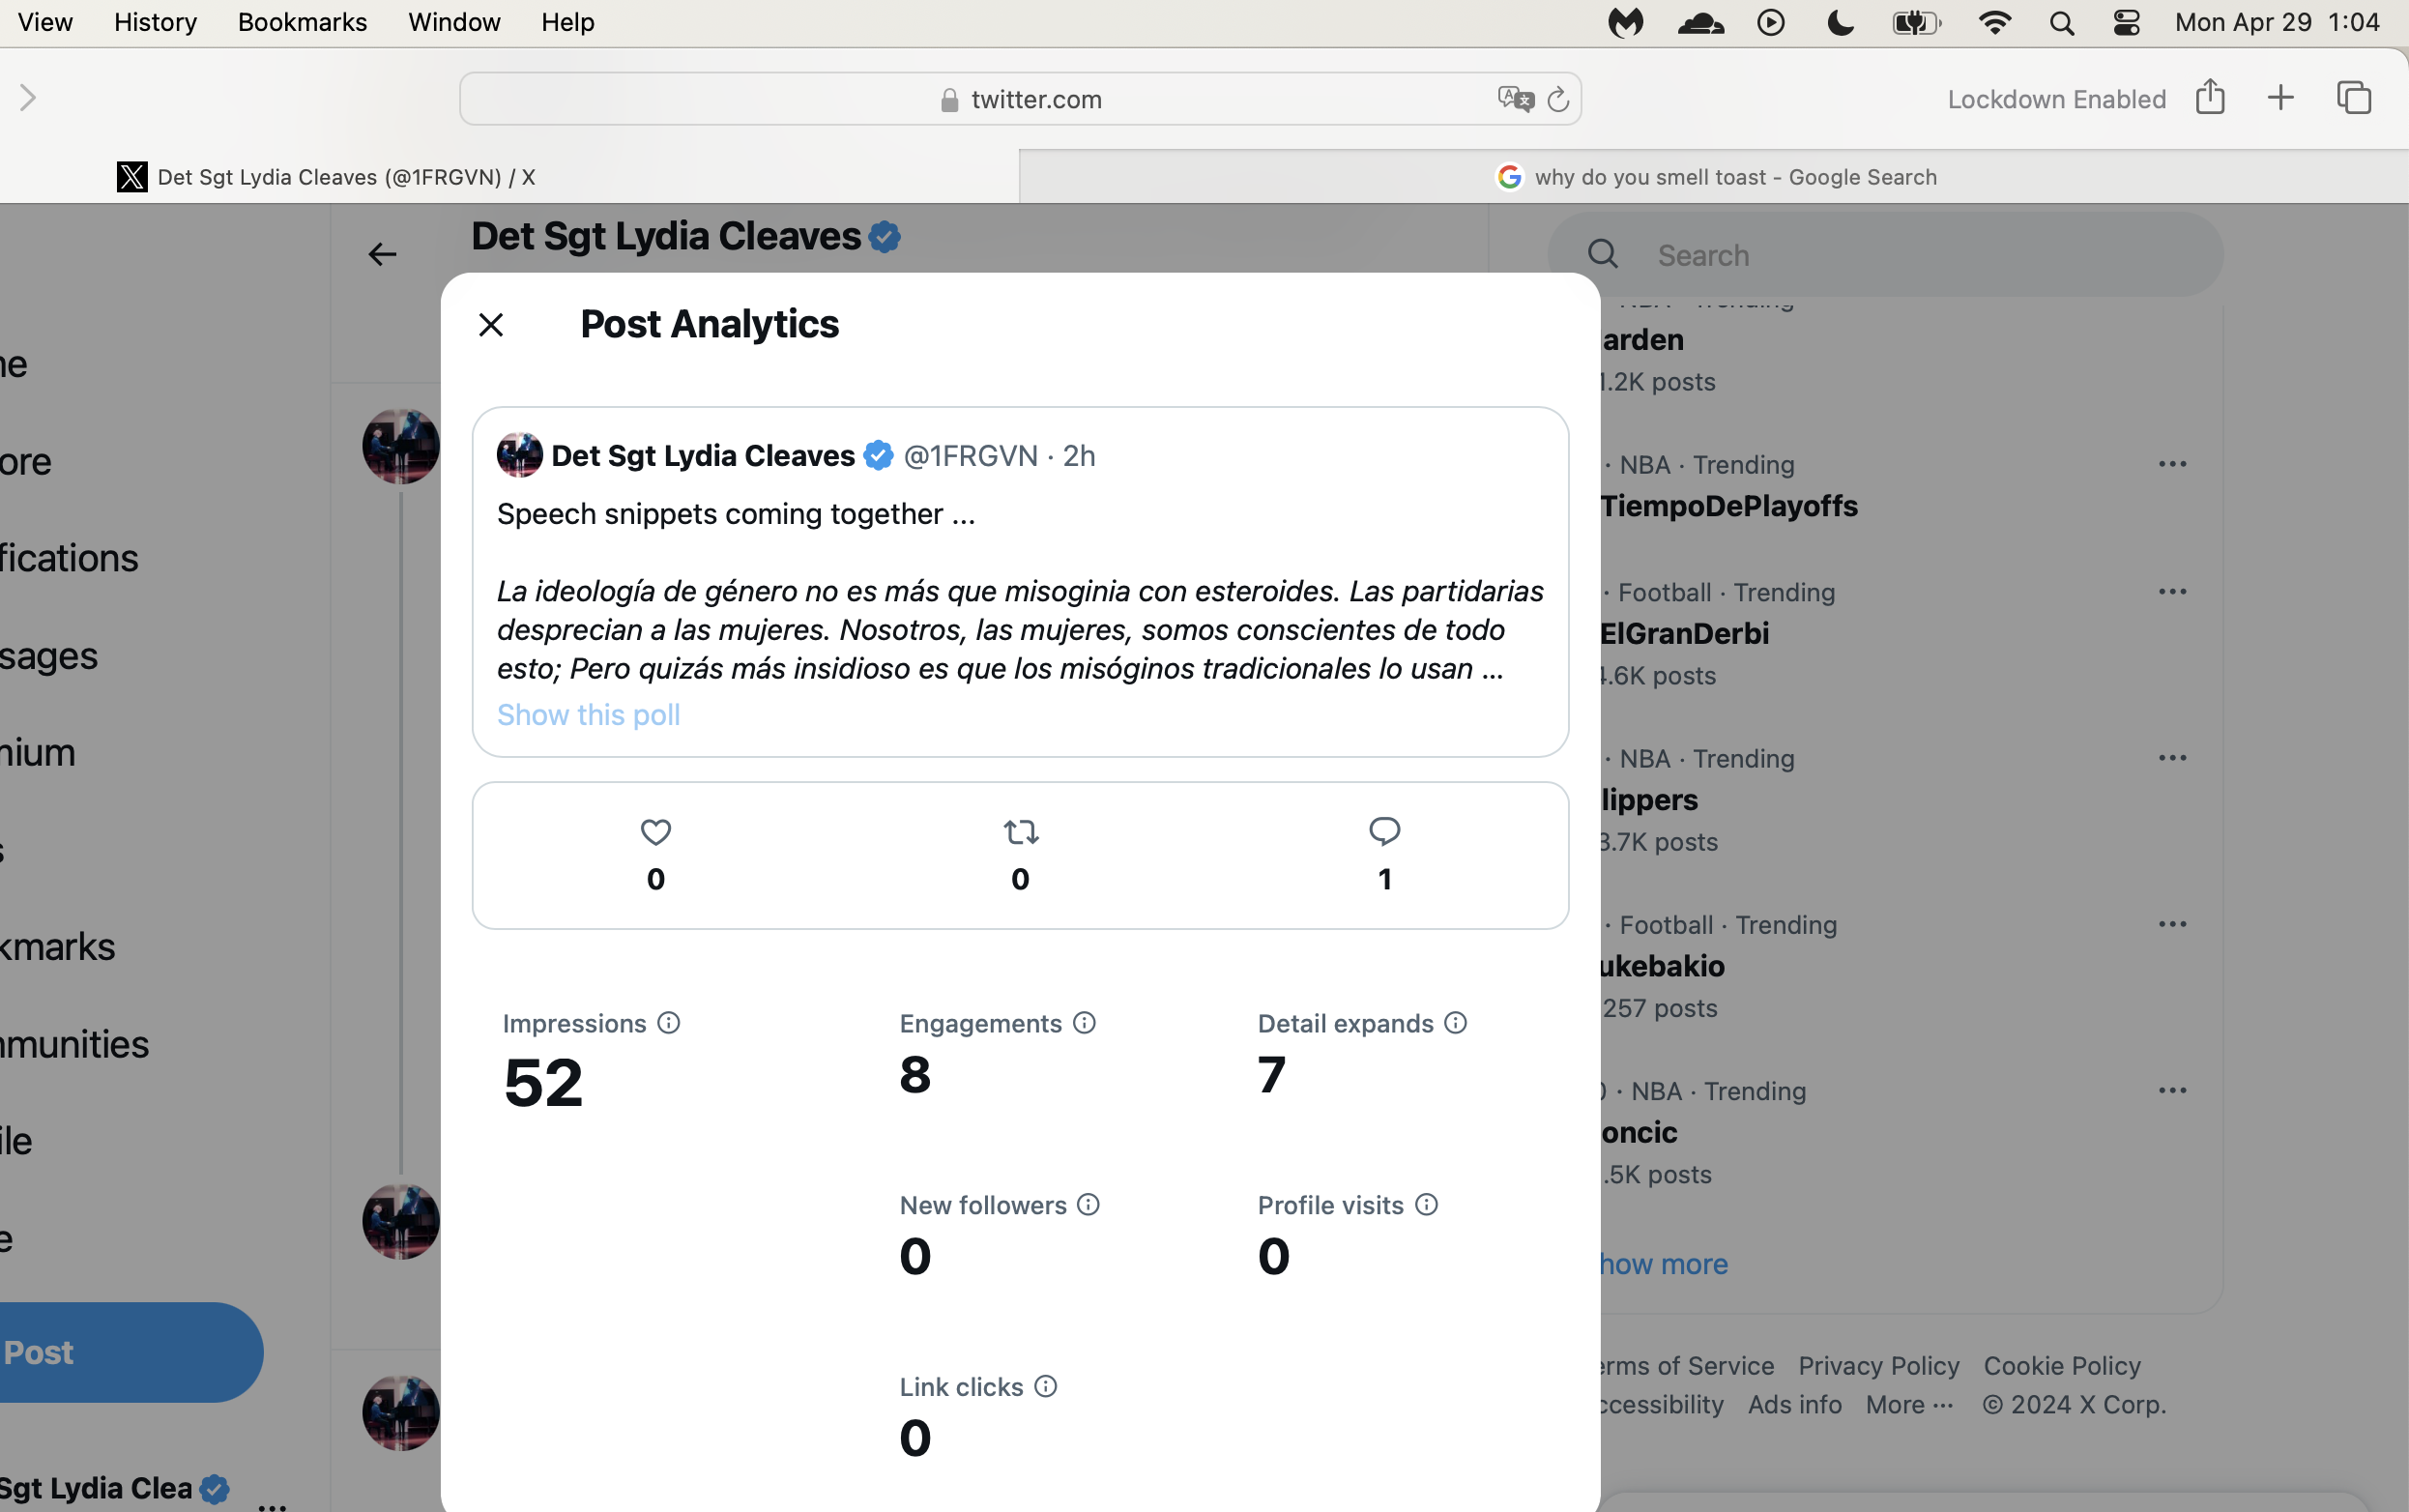 View History Bookmarks Window Help Mon Apr 29 1:04
twitter.com Lockdown Enabled
Det Sgt Lydia Cleaves (@1FRGVN) / X why do you smell toast - Google Search
Det Sgt Lydia Cleaves
Search
Post Analytics
Det Sgt Lydia Cleaves @1FRGVN · 2h
Speech snippets coming together ...
La ideología de género no es más que misoginia con esteroides. Las partidarias
desprecian a las mujeres. Nosotros, las mujeres, somos conscientes de todo
esto; Pero quizás más insidioso es que los misóginos tradicionales lo usan ...
Show this poll
0 0 1
Impressions Engagements Detail expands
52 8 7
New followers Profile visits
0 0
Link clicks
0
ne
ore
fications
sages
nium
s
kmarks
nmunities
ile
e
Post
Sgt Lydia Clea
· NBA · Trending
arden
1.2K posts
· NBA · Trending
TiempoDePlayoffs
· Football · Trending
ElGranDerbi
4.6K posts
· NBA · Trending
lippers
3.7K posts
· Football · Trending
ukebakio
257 posts
· NBA · Trending
oncic
.5K posts
how more
erms of Service Privacy Policy Cookie Policy
ccessibility Ads info More ··· © 2024 X Corp.